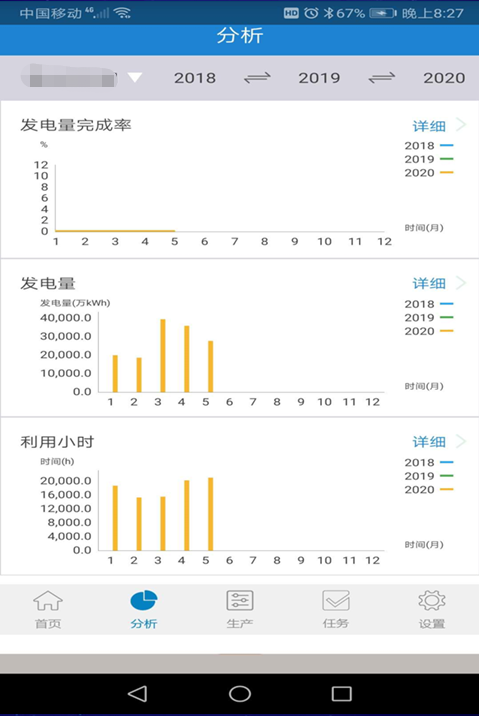 中国移动 4G HD 67% 晚上8:27
分析
2018 2019 2020
发电量完成率 详细
%
2018
2019
2020
12
10
8
6
4
2
0
1 2 3 4 5 6 7 8 9 10 11 12
时间(月)
发电量 详细
发电量(万kWh)
2018
2019
2020
40,000.0
30,000.0
20,000.0
10,000.0
0.0
1 2 3 4 5 6 7 8 9 10 11 12
时间(月)
利用小时 详细
时间(h)
2018
2019
2020
20,000.0
16,000.0
12,000.0
8,000.0
4,000.0
0.0
1 2 3 4 5 6 7 8 9 10 11 12
时间(月)
首页 分析 生产 任务 设置